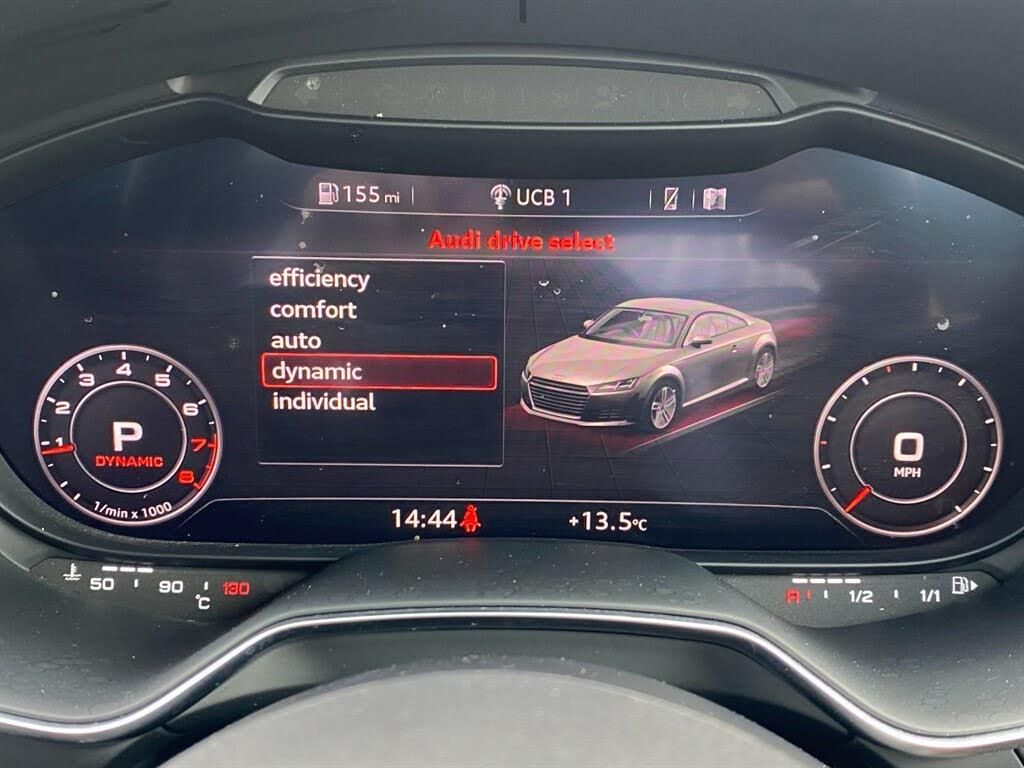 155 mi
UCB 1
Audi drive select
efficiency
comfort
auto
dynamic
individual
1 2 3 4 5 6 7 8
P
DYNAMIC
1/min x 1000
0
MPH
14:44
+13.5°C
50 90 130
°C
R 1/2 1/1